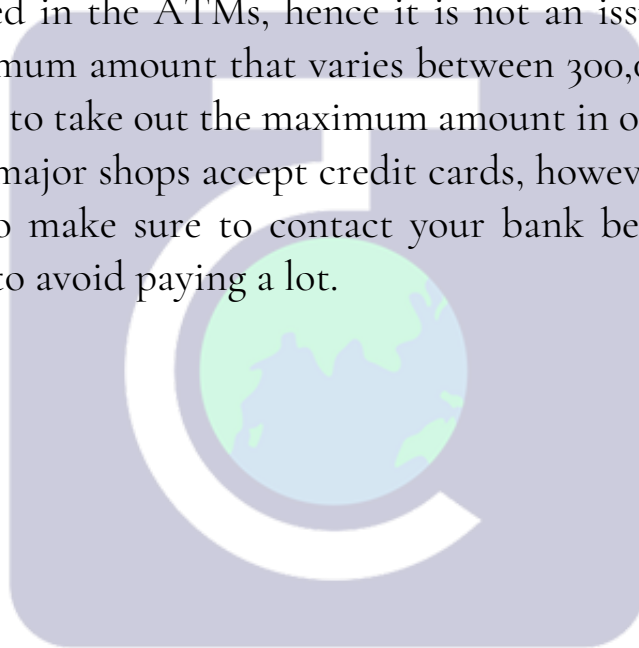 ed in the ATMs, hence it is not an iss
mum amount that varies between 300,0
to take out the maximum amount in o
major shops accept credit cards, howev
o make sure to contact your bank be
to avoid paying a lot.